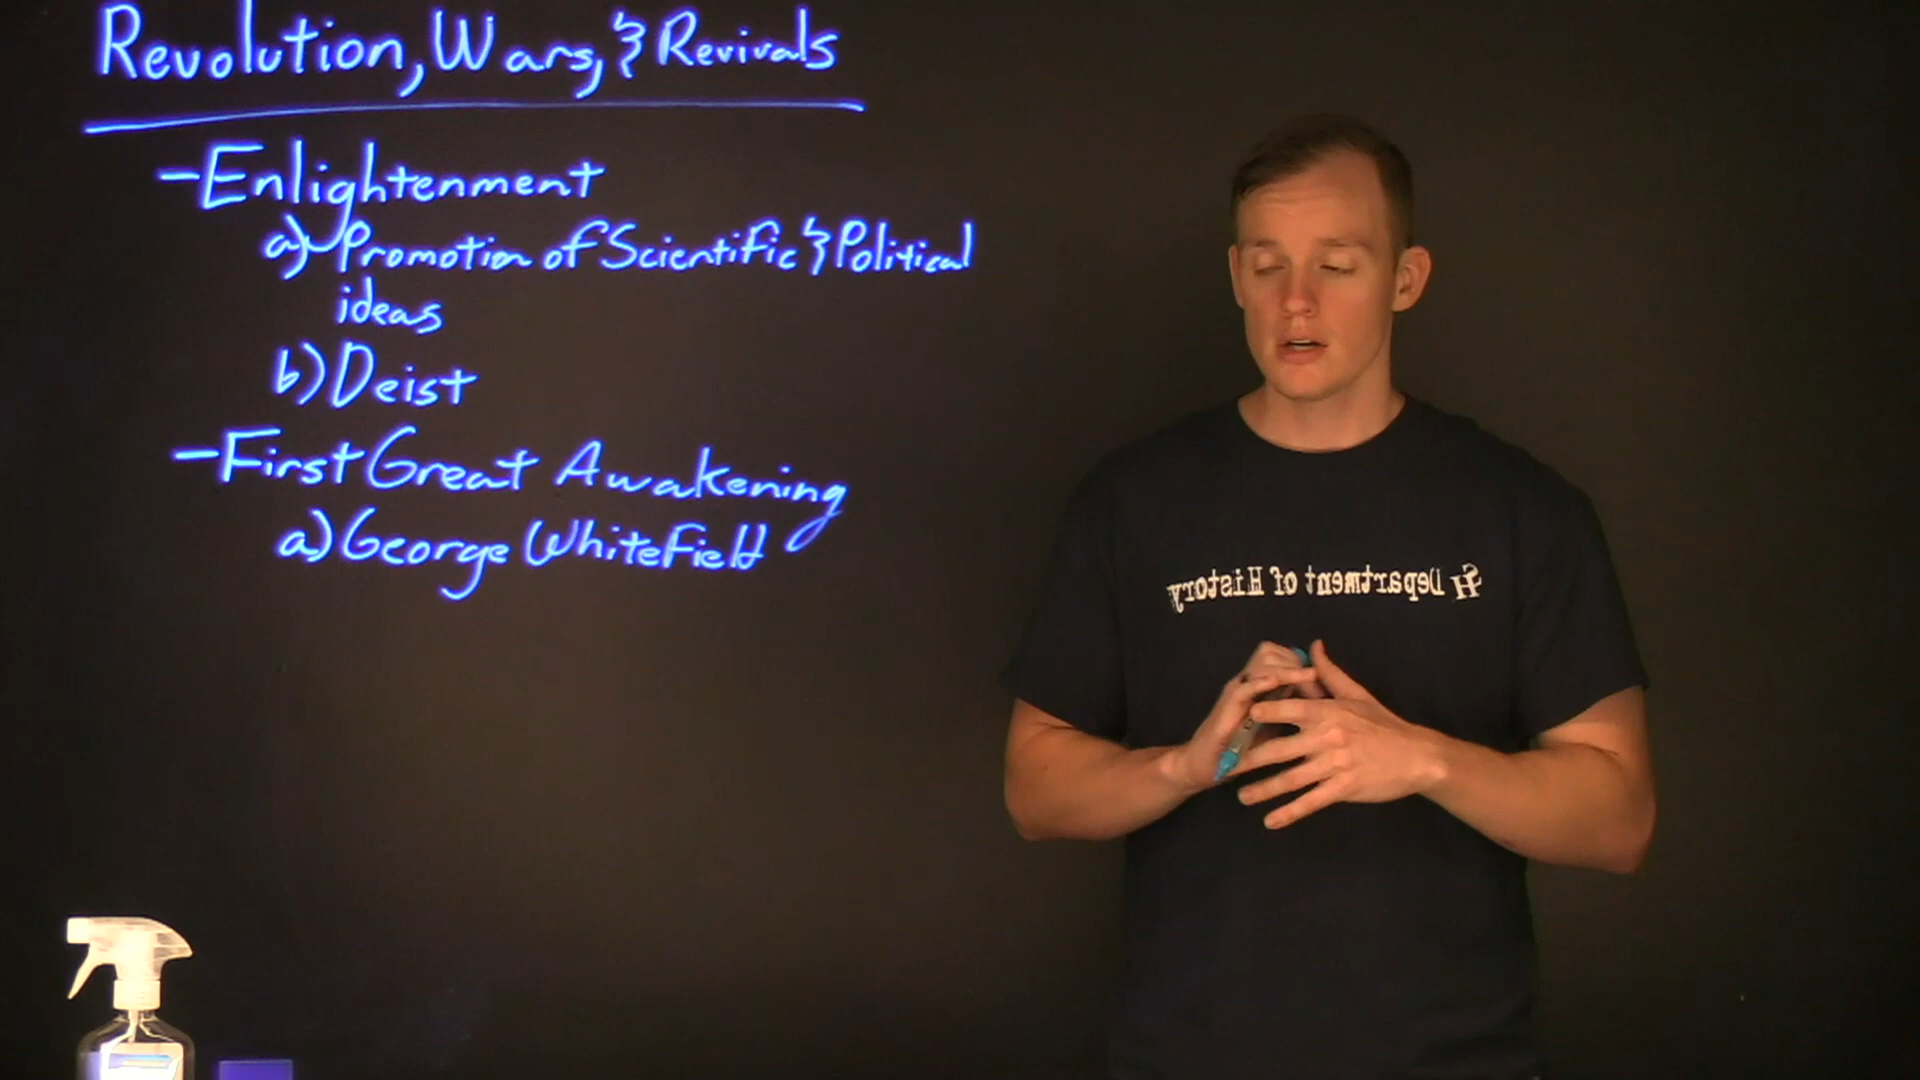 Revolution, Wars, & Revivals
- Enlightenment
a) Promotion of Scientific & Political
ideas
b) Deist
- First Great Awakening
a) George Whitefield
Department of History